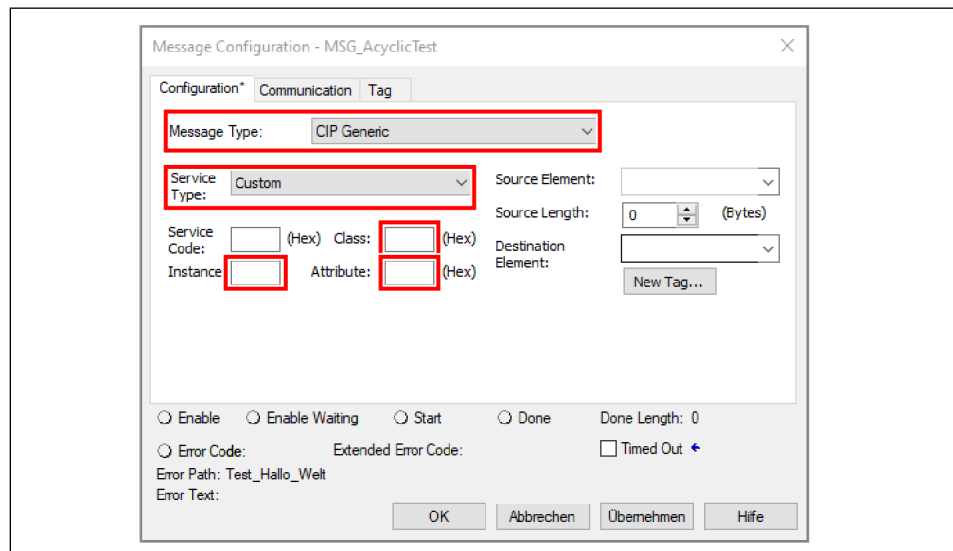 Message Configuration - MSG_AcyclicTest
Configuration* Communication Tag
Message Type: CIP Generic
Service Type: Custom
Source Element:
Source Length: 0 (Bytes)
Service Code: (Hex) Class: (Hex)
Destination Element:
Instance Attribute: (Hex)
New Tag...
Enable Enable Waiting Start Done Done Length: 0
Error Code: Extended Error Code: Timed Out
Error Path: Test_Hallo_Welt
Error Text:
OK Abbrechen Übernehmen Hilfe